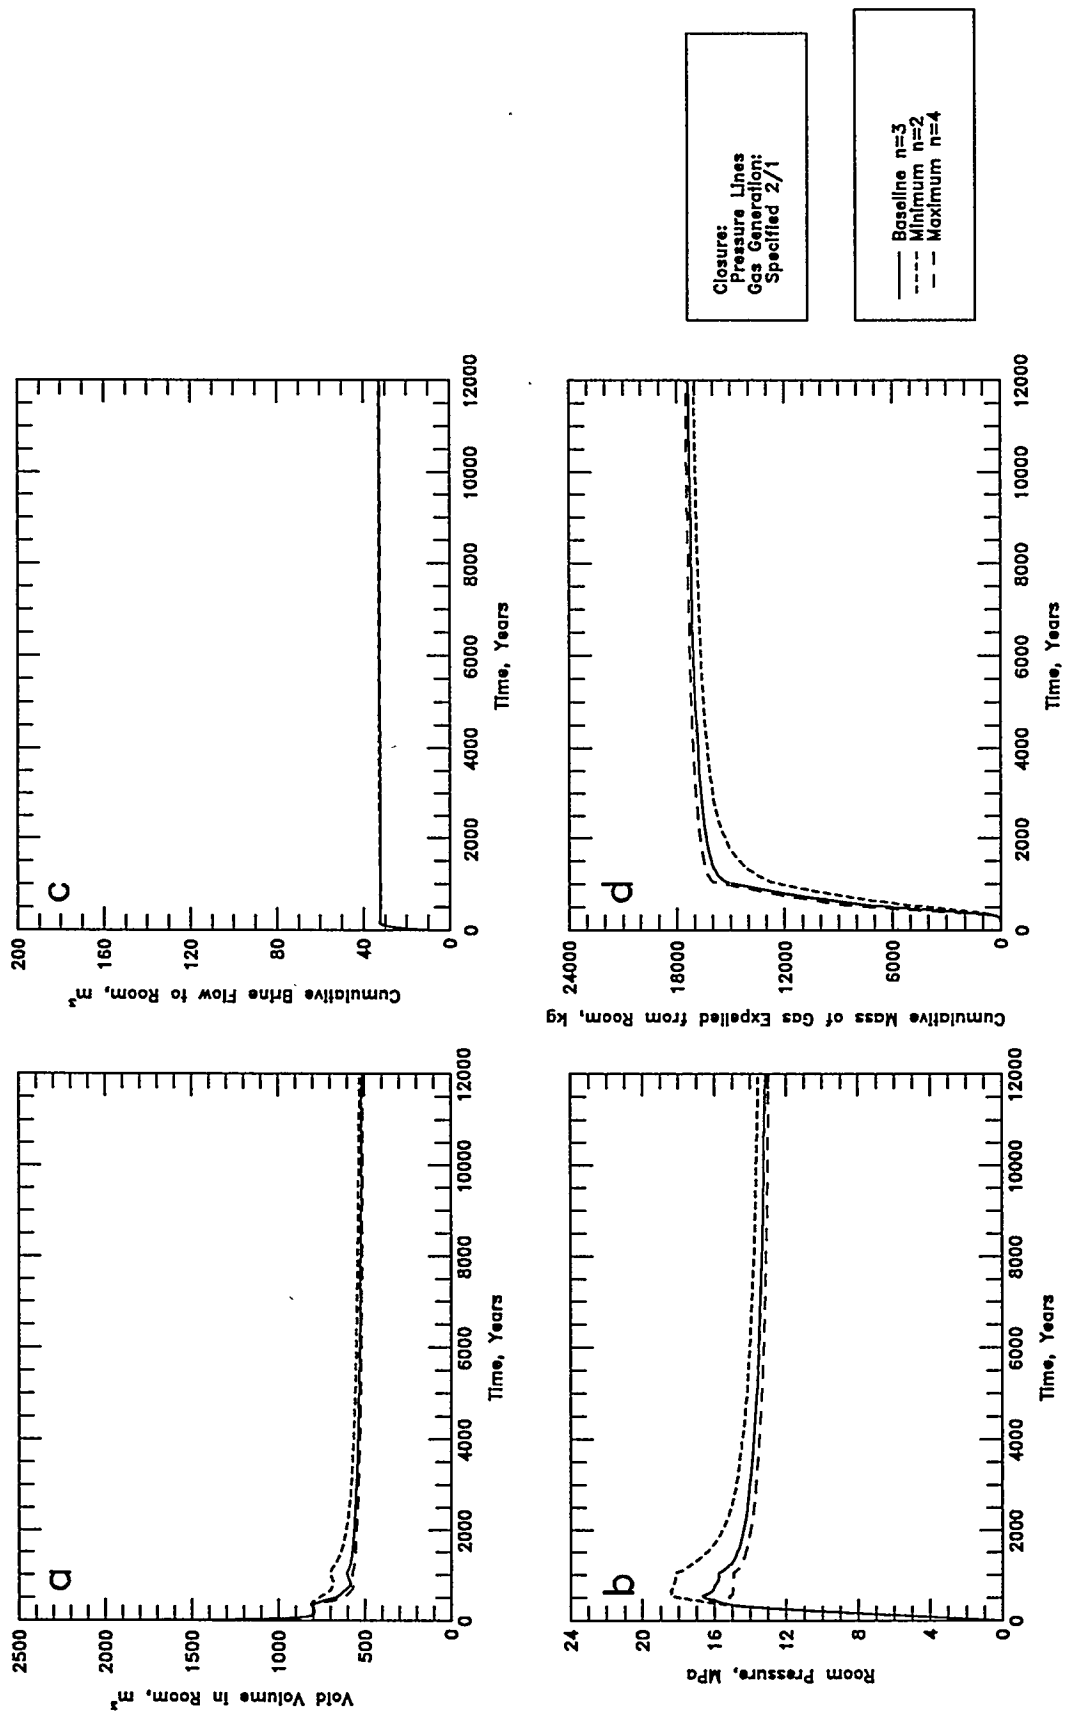 a
2500
2000
1500
1000
500
0
Void Volume in Room, m³
0
2000
4000
6000
8000
10000
12000
Time, Years
c
200
160
120
80
40
0
Cumulative Brine Flow to Room, m³
0
2000
4000
6000
8000
10000
12000
Time, Years
b
24
20
16
12
8
4
0
Room Pressure, MPa
0
2000
4000
6000
8000
10000
12000
Time, Years
d
24000
18000
12000
6000
0
Cumulative Mass of Gas Expelled from Room, kg
0
2000
4000
6000
8000
10000
12000
Time, Years
Closure:
Pressure Lines
Gas Generation:
Specified 2/1
Baseline n=3
Minimum n=2
Maximum n=4